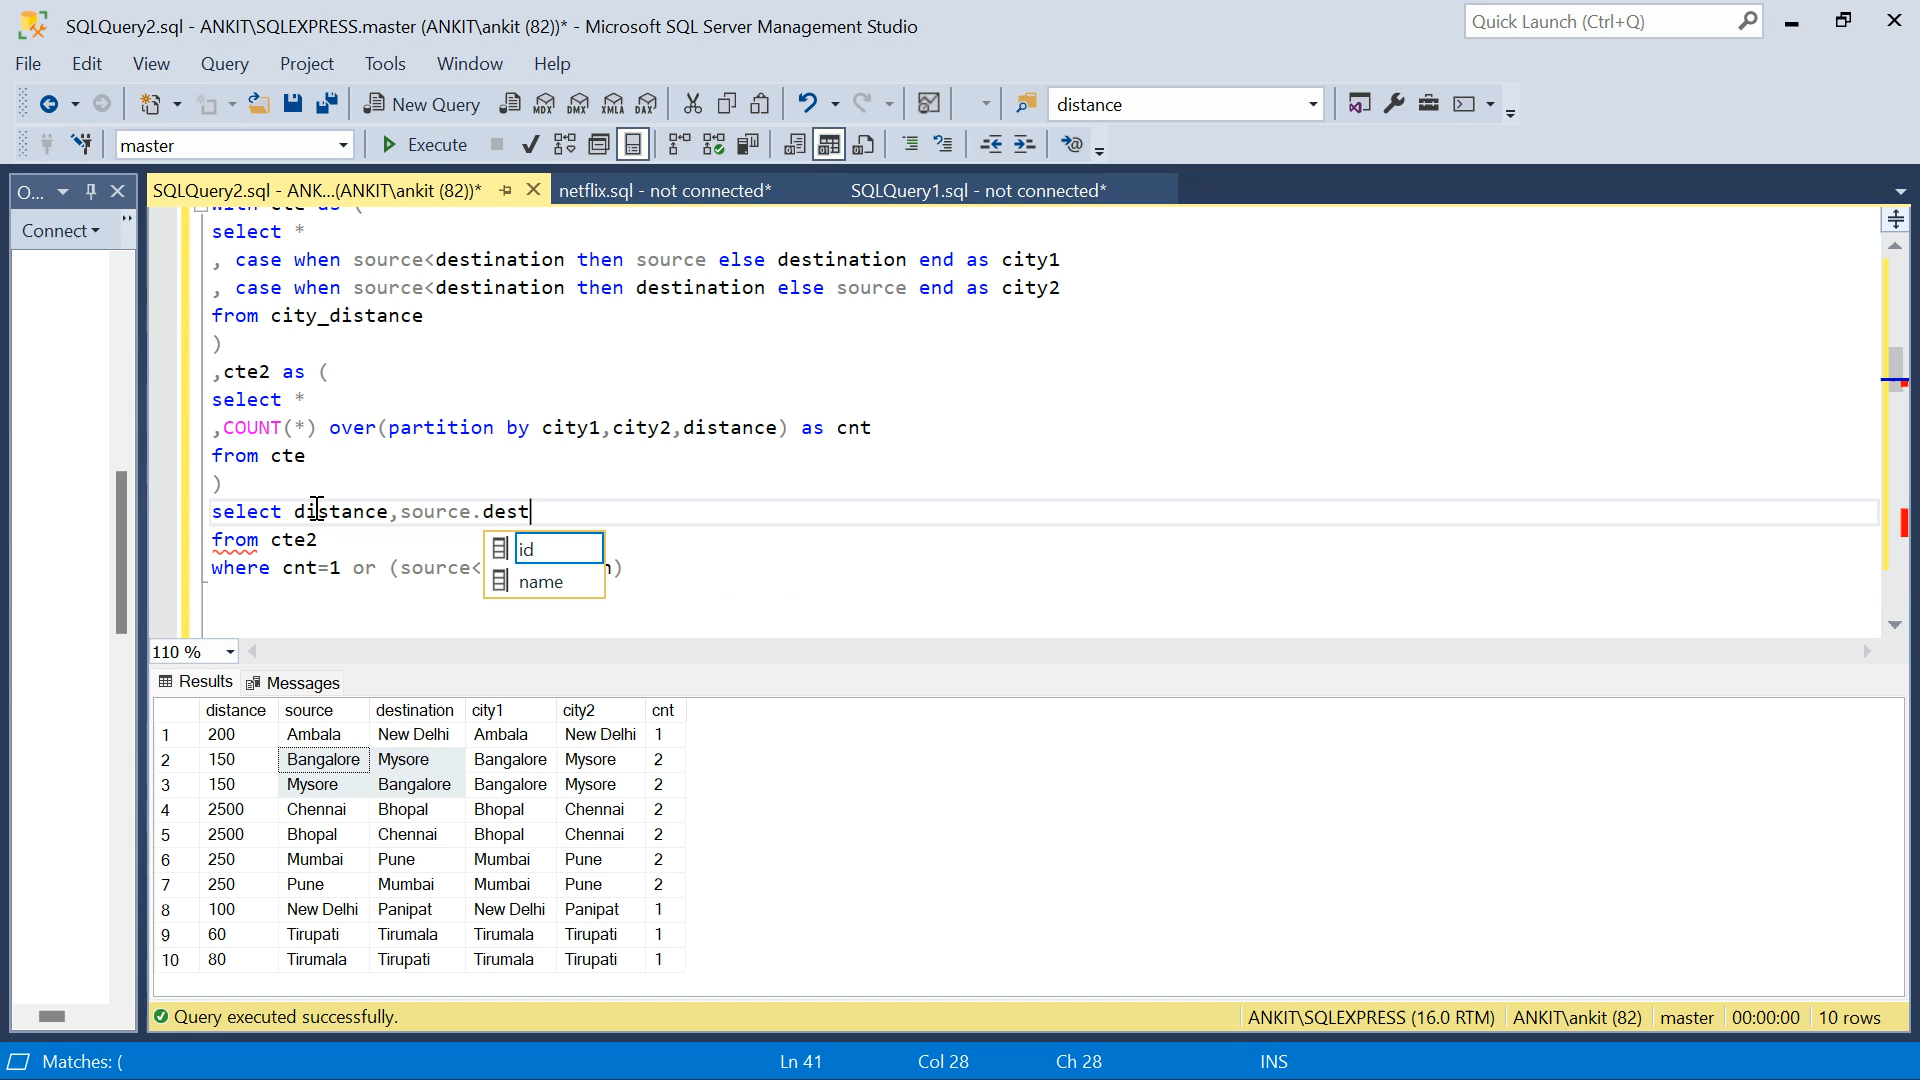 SQLQuery2.sql - ANKIT\SQLEXPRESS.master (ANKIT\ankit (82))* - Microsoft SQL Server Management Studio
Quick Launch (Ctrl+Q)
File Edit View Query Project Tools Window Help
New Query MDX DMX XMLA DAX distance
master Execute
O... SQLQuery2.sql - ANK...(ANKIT\ankit (82))* netflix.sql - not connected* SQLQuery1.sql - not connected*
Connect
with cte as (
select *
, case when source<destination then source else destination end as city1
, case when source<destination then destination else source end as city2
from city_distance
)
,cte2 as (
select *
,COUNT(*) over(partition by city1,city2,distance) as cnt
from cte
)
select distance,source.dest
from cte2
where cnt=1 or (source< )
id
name
110 %
Results Messages
distance source destination city1 city2 cnt
1 200 Ambala New Delhi Ambala New Delhi 1
2 150 Bangalore Mysore Bangalore Mysore 2
3 150 Mysore Bangalore Bangalore Mysore 2
4 2500 Chennai Bhopal Bhopal Chennai 2
5 2500 Bhopal Chennai Bhopal Chennai 2
6 250 Mumbai Pune Mumbai Pune 2
7 250 Pune Mumbai Mumbai Pune 2
8 100 New Delhi Panipat New Delhi Panipat 1
9 60 Tirupati Tirumala Tirumala Tirupati 1
10 80 Tirumala Tirupati Tirumala Tirupati 1
Query executed successfully. ANKIT\SQLEXPRESS (16.0 RTM) ANKIT\ankit (82) master 00:00:00 10 rows
Matches: ( Ln 41 Col 28 Ch 28 INS